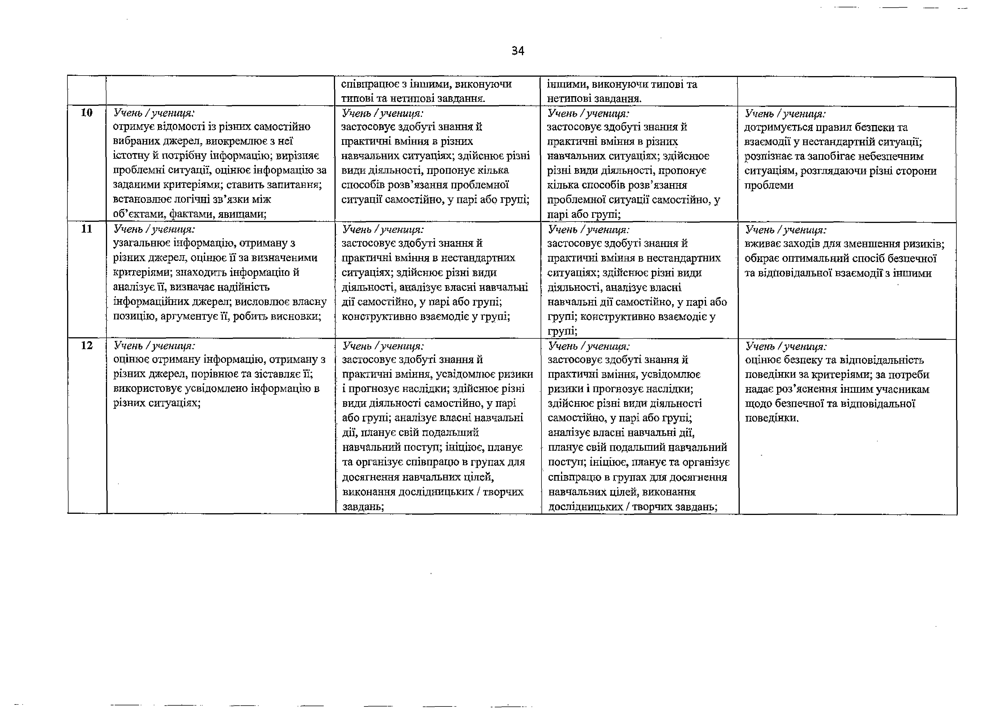 34
співпрацює з іншими, виконуючи
типові та нетипові завдання.
іншими, виконуючи типові та
нетипові завдання.
10
Учень / учениця:
отримує відомості із різних самостійно
вибраних джерел, виокремлює з неї
істотну й потрібну інформацію; вирізняє
проблемні ситуації, оцінює інформацію за
заданими критеріями; ставить запитання;
встановлює логічні зв’язки між
об’єктами, фактами, явищами;
Учень / учениця:
застосовує здобуті знання й
практичні вміння в різних
навчальних ситуаціях; здійснює різні
види діяльності, пропонує кілька
способів розв’язання проблемної
ситуації самостійно, у парі або групі;
Учень / учениця:
застосовує здобуті знання й
практичні вміння в різних
навчальних ситуаціях; здійснює
різні види діяльності, пропонує
кілька способів розв’язання
проблемної ситуації самостійно, у
парі або групі;
Учень / учениця:
дотримується правил безпеки та
взаємодії у нестандартній ситуації;
розпізнає та запобігає небезпечним
ситуаціям, розглядаючи різні сторони
проблеми
11
Учень / учениця:
узагальнює інформацію, отриману з
різних джерел, оцінює її за визначеними
критеріями; знаходить інформацію й
аналізує її, визначає надійність
інформаційних джерел; висловлює власну
позицію, аргументує її, робить висновки;
Учень / учениця:
застосовує здобуті знання й
практичні вміння в нестандартних
ситуаціях; здійснює різні види
діяльності, аналізує власні навчальні
дії самостійно, у парі або групі;
конструктивно взаємодіє у групі;
Учень / учениця:
застосовує здобуті знання й
практичні вміння в нестандартних
ситуаціях; здійснює різні види
діяльності, аналізує власні
навчальні дії самостійно, у парі або
групі; конструктивно взаємодіє у
групі;
Учень / учениця:
вживає заходів для зменшення ризиків;
обирає оптимальний спосіб безпечної
та відповідальної взаємодії з іншими
12
Учень / учениця:
оцінює отриману інформацію, отриману з
різних джерел, порівнює та зіставляє її;
використовує усвідомлено інформацію в
різних ситуаціях;
Учень / учениця:
застосовує здобуті знання й
практичні вміння, усвідомлює ризики
і прогнозує наслідки; здійснює різні
види діяльності самостійно, у парі
або групі; аналізує власні навчальні
дії, планує свій подальший
навчальний поступ; ініціює, планує
та організує співпрацю в групах для
досягнення навчальних цілей,
виконання дослідницьких / творчих
завдань;
Учень / учениця:
застосовує здобуті знання й
практичні вміння, усвідомлює
ризики і прогнозує наслідки;
здійснює різні види діяльності
самостійно, у парі або групі;
аналізує власні навчальні дії,
планує свій подальший навчальний
поступ; ініціює, планує та організує
співпрацю в групах для досягнення
навчальних цілей, виконання
дослідницьких / творчих завдань;
Учень / учениця:
оцінює безпеку та відповідальність
поведінки за критеріями; за потреби
надає роз’яснення іншим учасникам
щодо безпечної та відповідальної
поведінки.